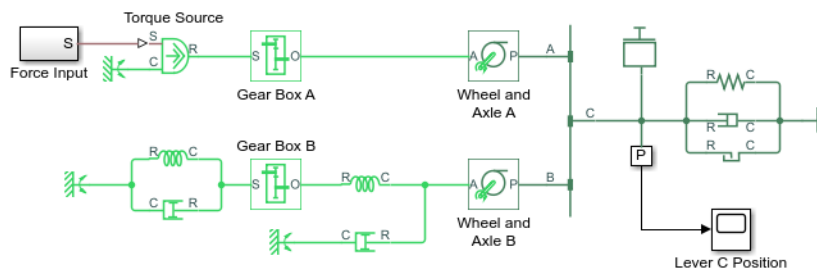 Torque Source
S
S
R
C
Force Input
S
O
Gear Box A
A
P
Wheel and
Axle A
A
C
R
C
R
C
R
C
P
Gear Box B
R
C
C
R
S
O
R
C
C
R
A
P
Wheel and
Axle B
B
Lever C Position